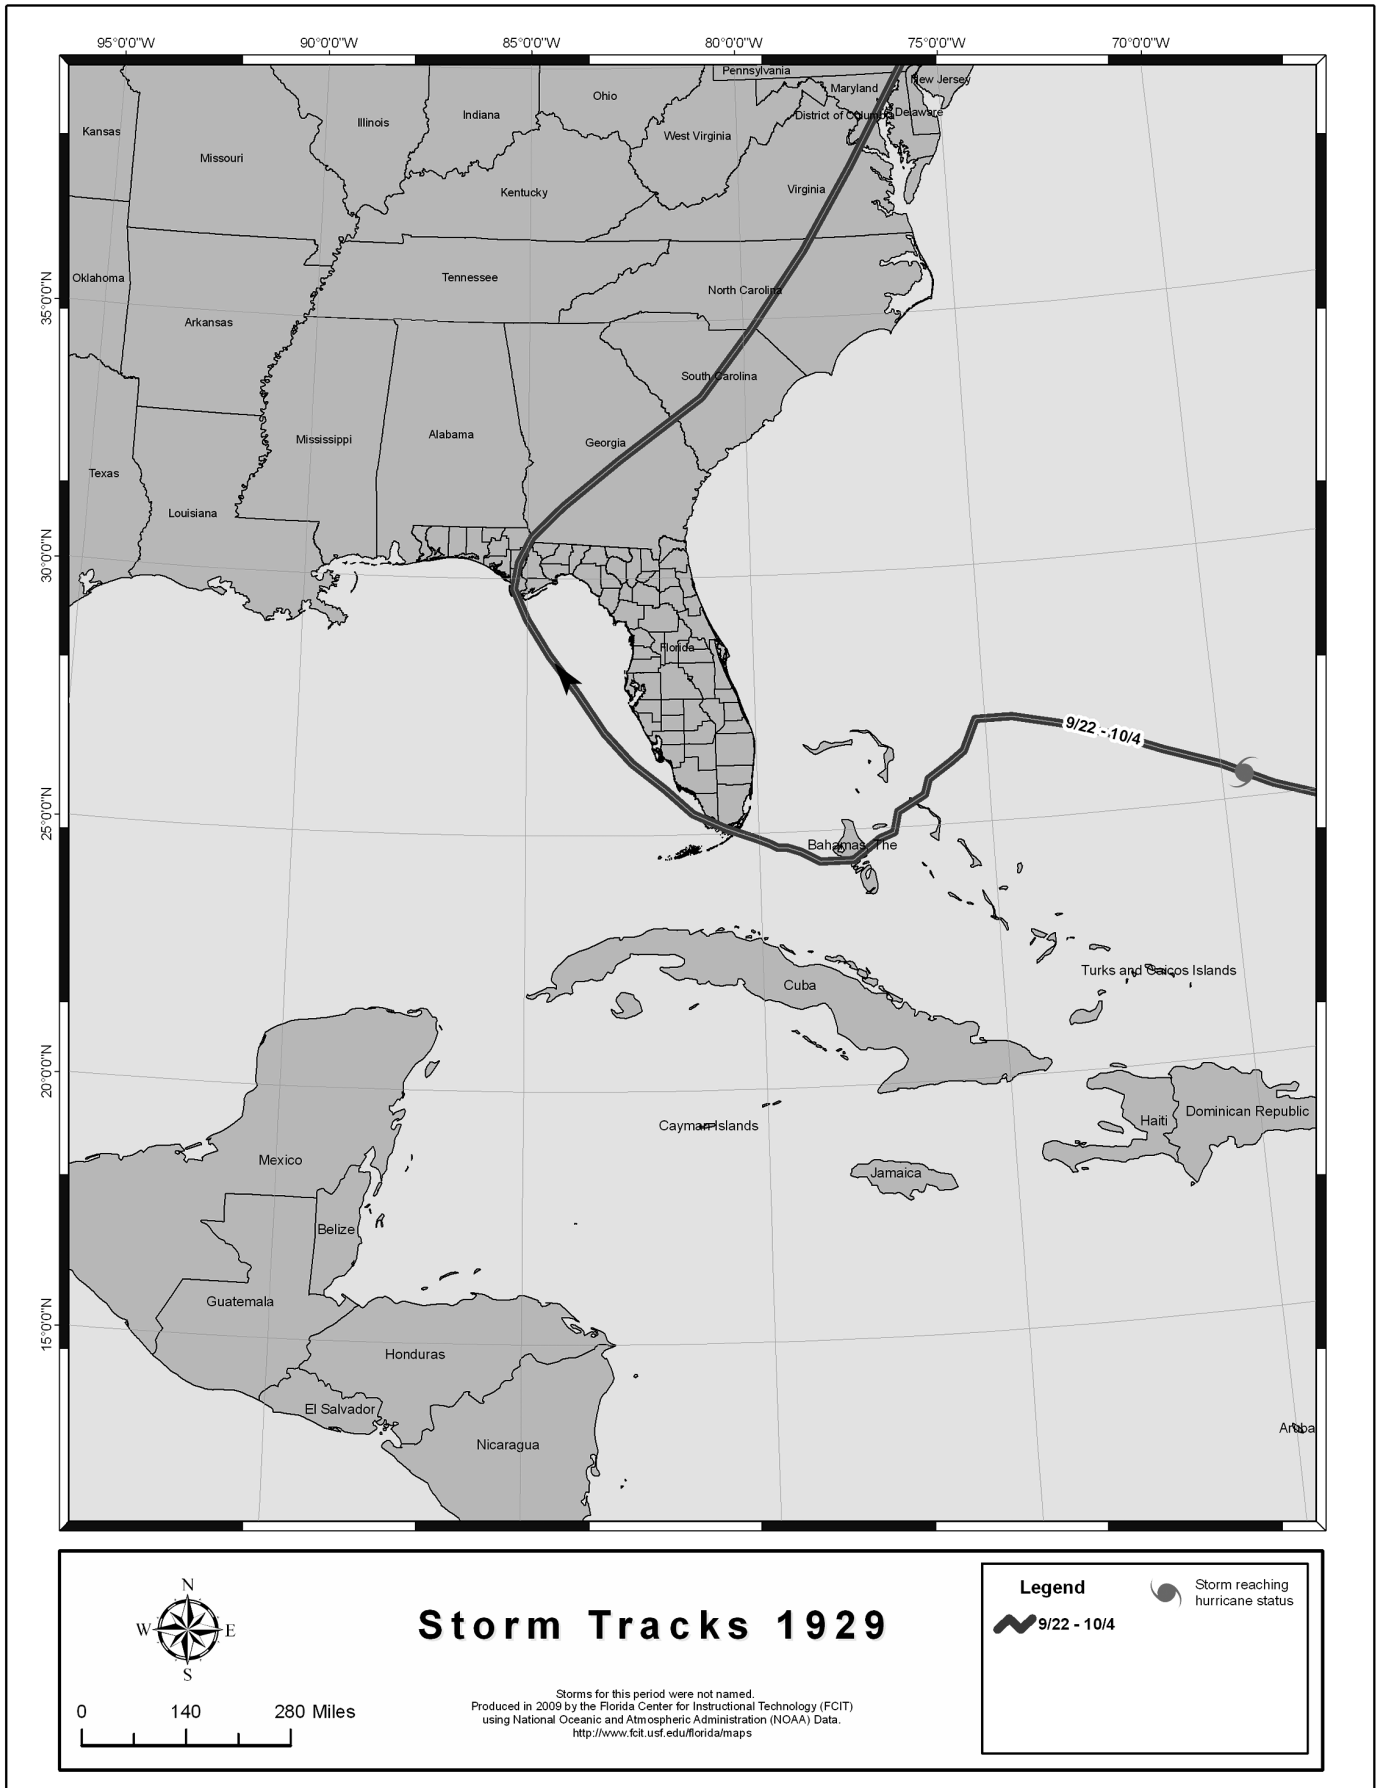 95°0'0"W 90°0'0"W 85°0'0"W 80°0'0"W 75°0'0"W 70°0'0"W
Pennsylvania
New Jersey
Maryland
Ohio
Indiana
District of Columbia
Delaware
Illinois
Kansas
West Virginia
Missouri
Kentucky
Virginia
Oklahoma
Tennessee
35°0'0"N
North Carolina
Arkansas
South Carolina
Mississippi
Alabama
Georgia
Texas
Louisiana
30°0'0"N
Florida
9/22 - 10/4
25°0'0"N
Bahamas, The
Turks and Caicos Islands
Cuba
20°0'0"N
Dominican Republic
Haiti
Cayman Islands
Mexico
Jamaica
Belize
Guatemala
15°0'0"N
Honduras
El Salvador
Aruba
Nicaragua
N
W E
S
0 140 280 Miles
Storm Tracks 1929
Storms for this period were not named.
Produced in 2009 by the Florida Center for Instructional Technology (FCIT)
using National Oceanic and Atmospheric Administration (NOAA) Data.
http://www.fcit.usf.edu/florida/maps
Legend
9/22 - 10/4
Storm reaching
hurricane status